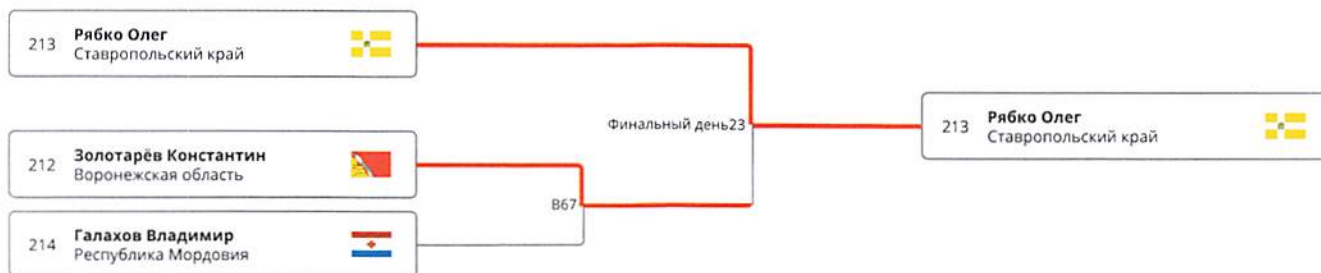 213 Рябко Олег
Ставропольский край
Финальный день23
213 Рябко Олег
Ставропольский край
212 Золотарёв Константин
Воронежская область
В67
214 Галахов Владимир
Республика Мордовия